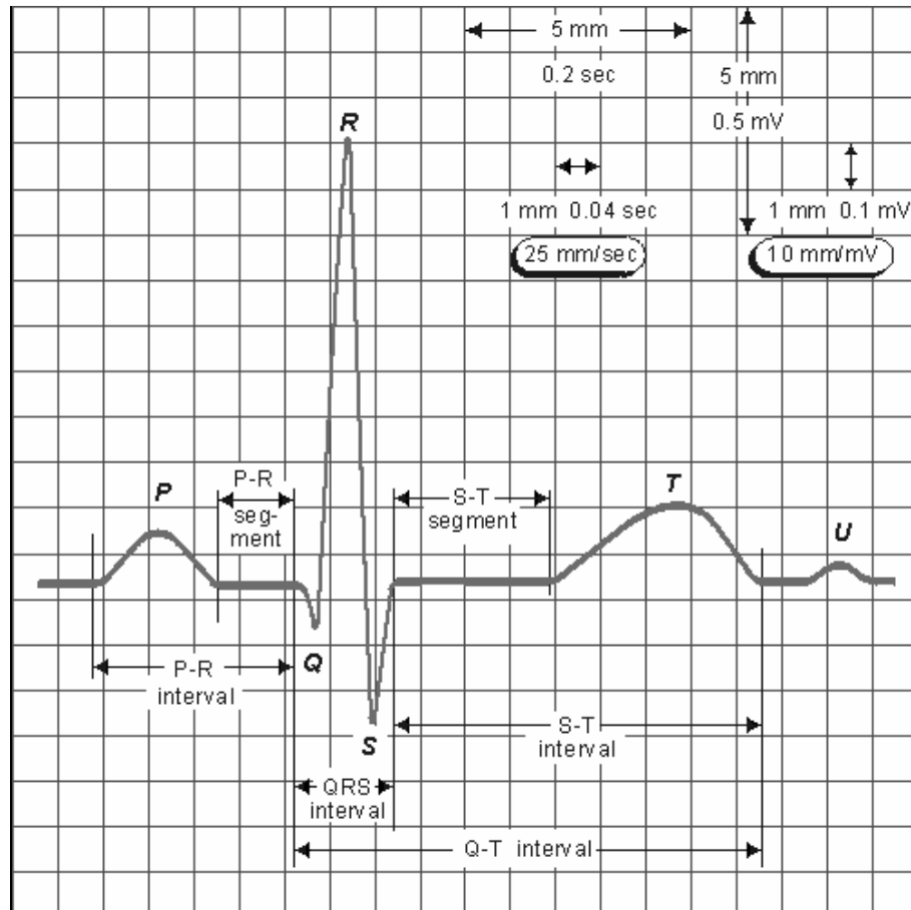 5 mm
0.2 sec
5 mm
0.5 mV
1 mm 0.04 sec
25 mm/sec
1 mm 0.1 mV
10 mm/mV
R
P
P-R
seg-
ment
S-T
segment
T
U
Q
P-R
interval
S
S-T
interval
QRS
interval
Q-T interval